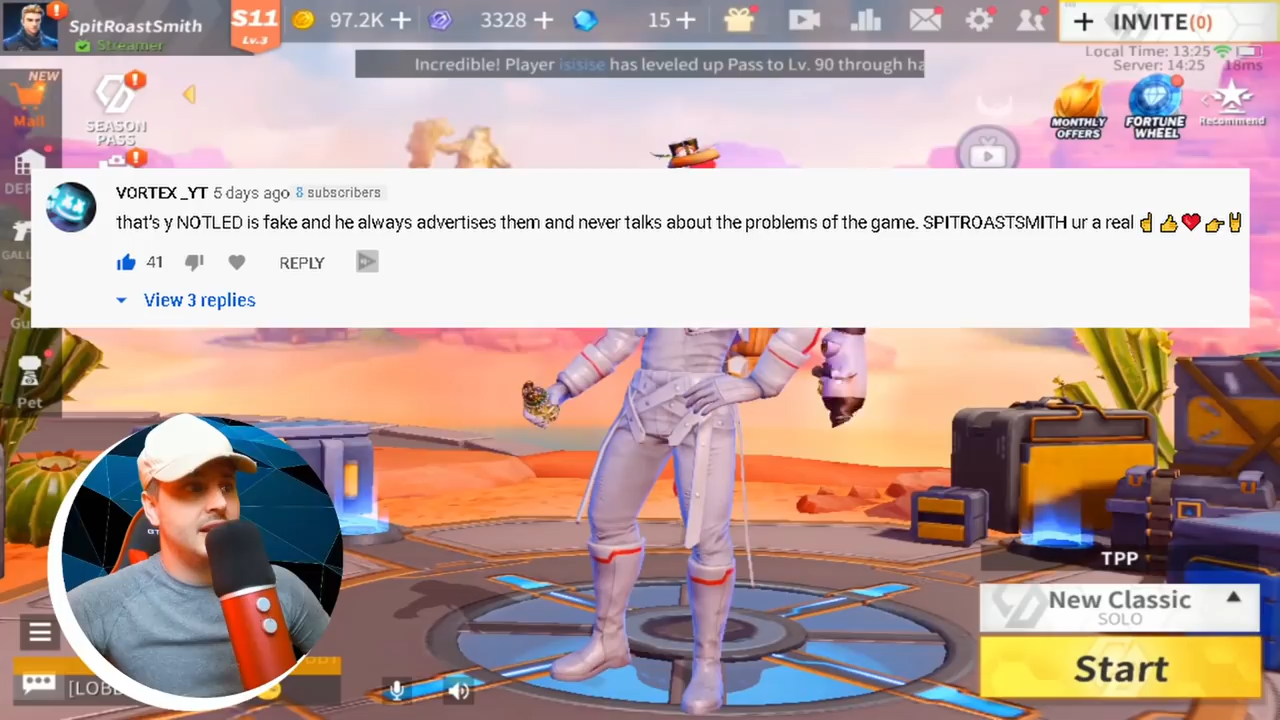 SpitRoastSmith
Streamer
S11
Lv.3
97.2K
3328
15
INVITE(0)
Local Time: 13:25
Server: 14:25
18ms
Incredible! Player isisise has leveled up Pass to Lv. 90 through
NEW
Mall
SEASON
PASS
MONTHLY
OFFERS
FORTUNE
WHEEL
Recommend
VORTEX_YT 5 days ago 8 subscribers
that's y NOTLED is fake and he always advertises them and never talks about the problems of the game. SPITROASTSMITH ur a real ☝👍❤️👉🤘
41
REPLY
View 3 replies
Pet
TPP
New Classic
SOLO
Start